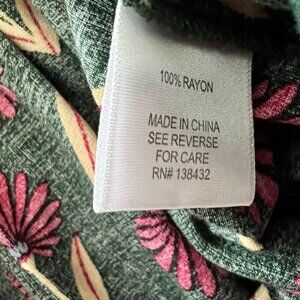 100% RAYON
MADE IN CHINA
SEE REVERSE
FOR CARE
RN# 138432